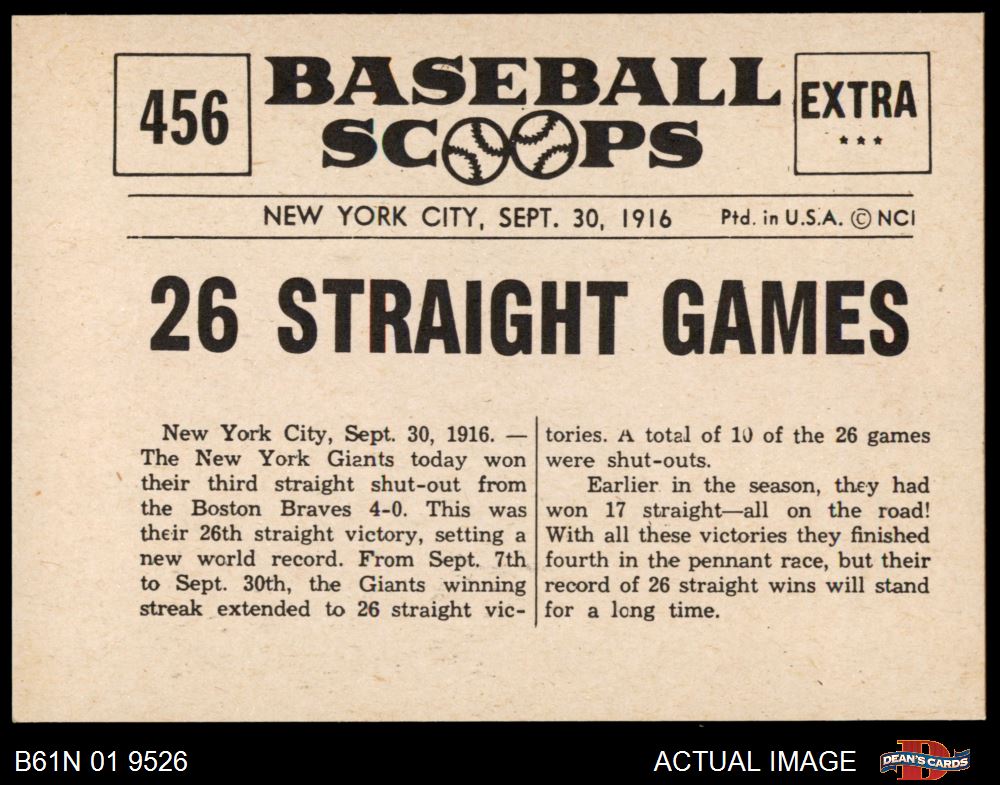 456
BASEBALL
SCOOPS
EXTRA
***
NEW YORK CITY, SEPT. 30, 1916 Ptd. in U.S.A. © NCI
26 STRAIGHT GAMES
New York City, Sept. 30, 1916. —
The New York Giants today won
their third straight shut-out from
the Boston Braves 4-0. This was
their 26th straight victory, setting a
new world record. From Sept. 7th
to Sept. 30th, the Giants winning
streak extended to 26 straight vic-
tories. A total of 10 of the 26 games
were shut-outs.
Earlier in the season, they had
won 17 straight—all on the road!
With all these victories they finished
fourth in the pennant race, but their
record of 26 straight wins will stand
for a long time.
B61N 01 9526
ACTUAL IMAGE
D
DEAN'S CARDS